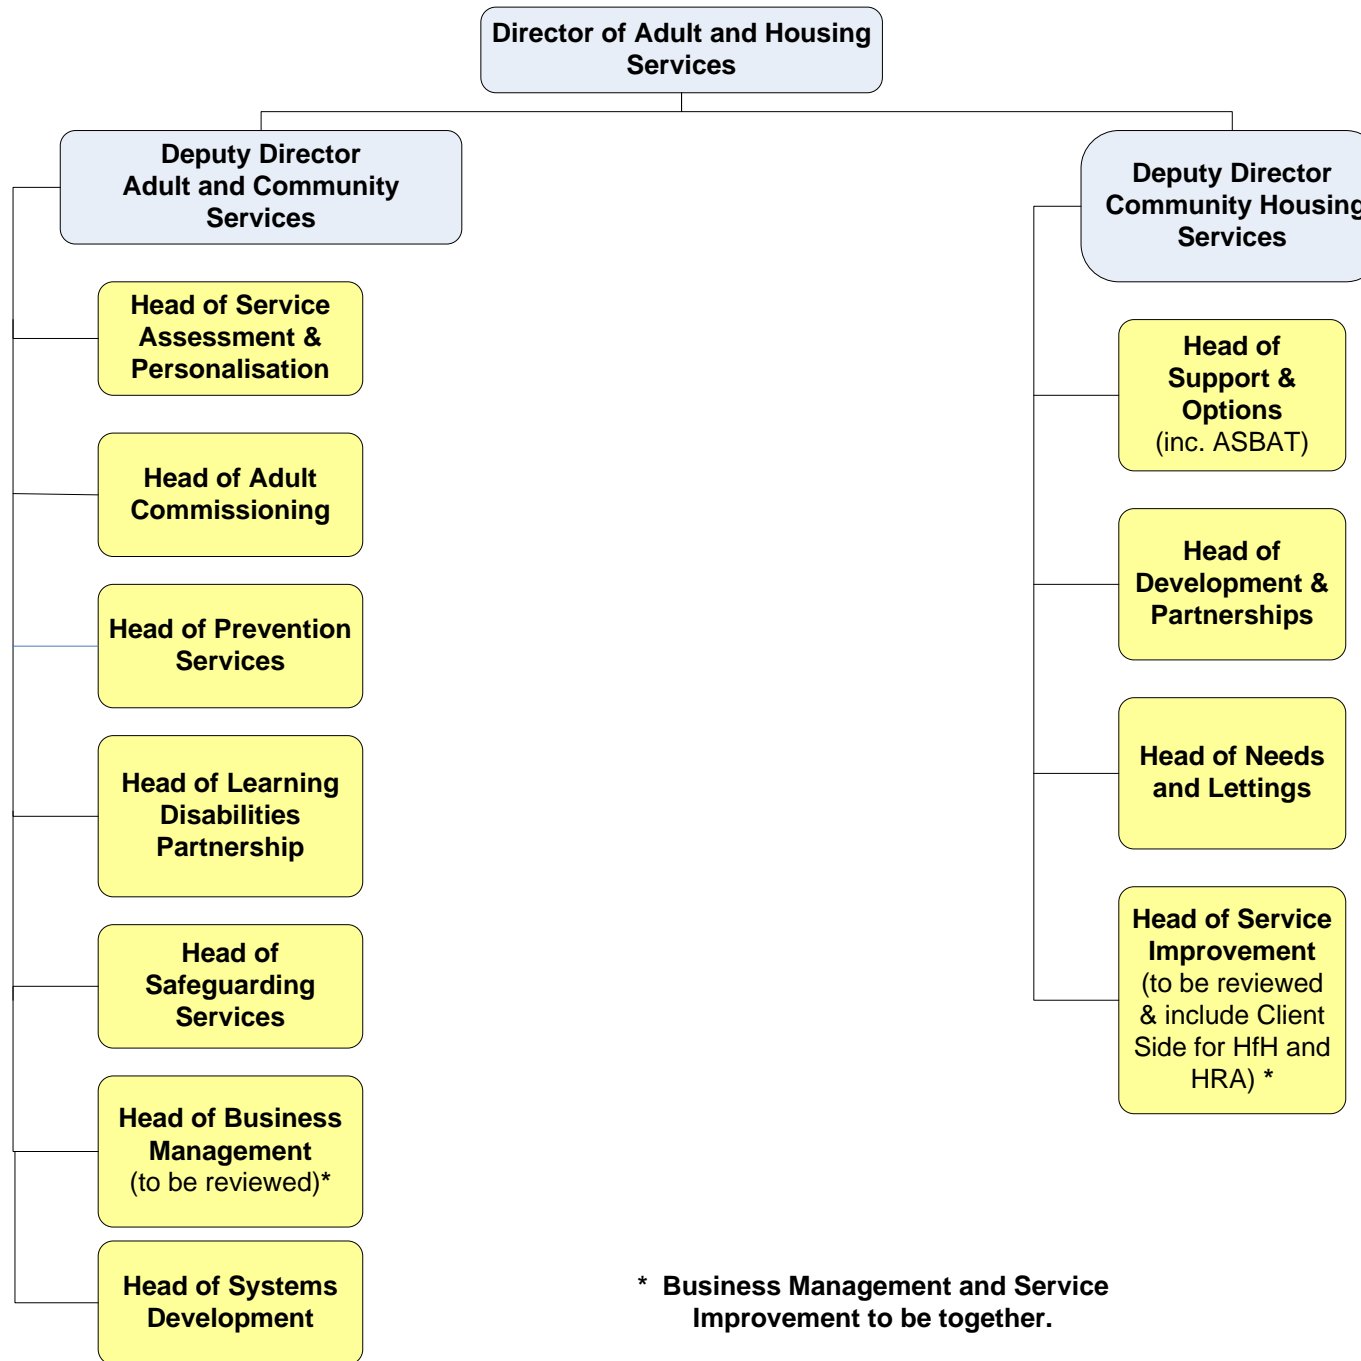 Director of Adult and Housing
Services
Deputy Director
Adult and Community
Services
Deputy Director
Community Housing
Services
Head of Service
Assessment &
Personalisation
Head of Adult
Commissioning
Head of Prevention
Services
Head of Learning
Disabilities
Partnership
Head of
Safeguarding
Services
Head of Business
Management
(to be reviewed)*
Head of Systems
Development
Head of
Support &
Options
(inc. ASBAT)
Head of
Development &
Partnerships
Head of Needs
and Lettings
Head of Service
Improvement
(to be reviewed
& include Client
Side for HfH and
HRA) *
* Business Management and Service
Improvement to be together.